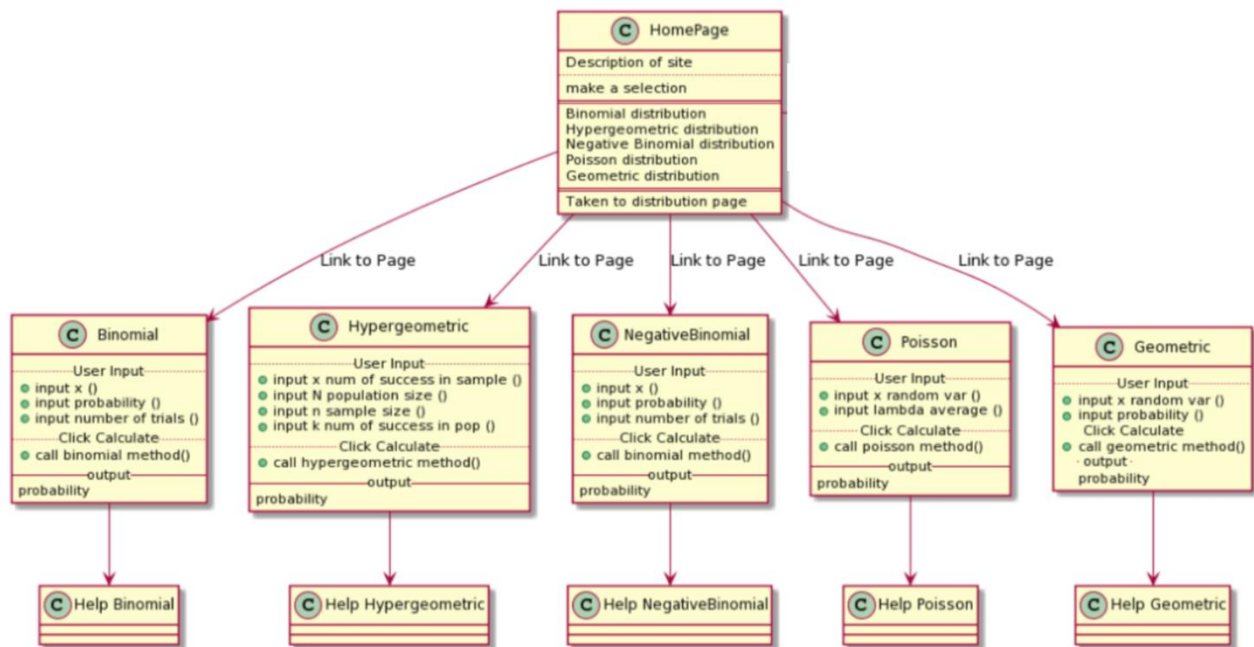 C HomePage
Description of site
make a selection
Binomial distribution
Hypergeometric distribution
Negative Binomial distribution
Poisson distribution
Geometric distribution
Taken to distribution page
Link to Page
Link to Page
Link to Page
Link to Page
Link to Page
C Binomial
User Input
input x ()
input probability ()
input number of trials ()
Click Calculate
call binomial method()
output
probability
C Hypergeometric
User Input
input x num of success in sample ()
input N population size ()
input n sample size ()
input k num of success in pop ()
Click Calculate
call hypergeometric method()
output
probability
C NegativeBinomial
User Input
input x ()
input probability ()
input number of trials ()
Click Calculate
call binomial method()
output
probability
C Poisson
User Input
input x random var ()
input lambda average ()
Click Calculate
call poisson method()
output
probability
C Geometric
User Input
input x random var ()
input probability ()
Click Calculate
call geometric method()
output
probability
C Help Binomial
C Help Hypergeometric
C Help NegativeBinomial
C Help Poisson
C Help Geometric